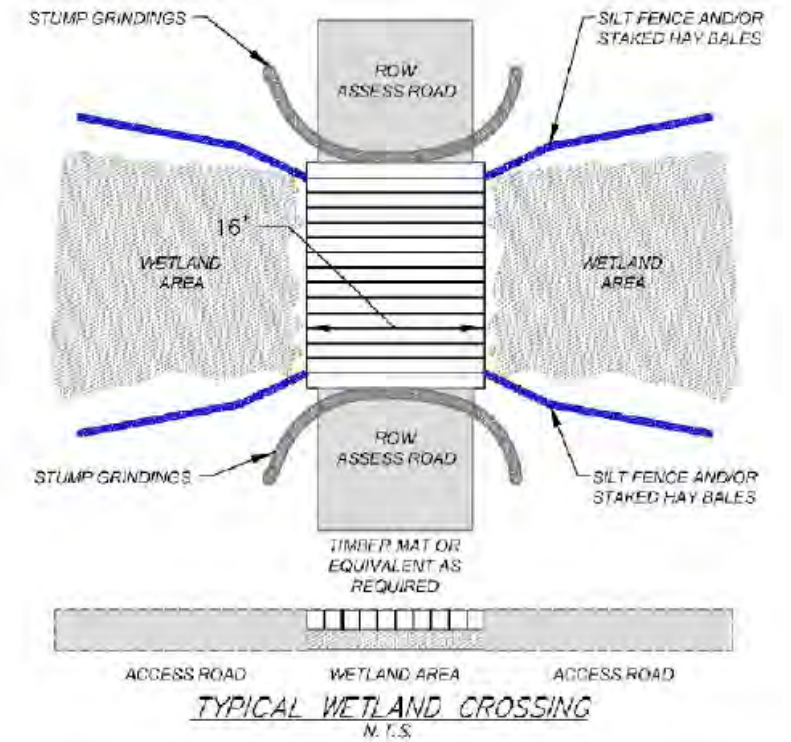 STUMP GRINDINGS
SILT FENCE AND/OR
STAKED HAY BALES
ROW
ASSESS ROAD
16'
WETLAND
AREA
WETLAND
AREA
ROW
ASSESS ROAD
STUMP GRINDINGS
SILT FENCE AND/OR
STAKED HAY BALES
TIMBER MAT OR
EQUIVALENT AS
REQUIRED
ACCESS ROAD
WETLAND AREA
ACCESS ROAD
TYPICAL WETLAND CROSSING
N.T.S.